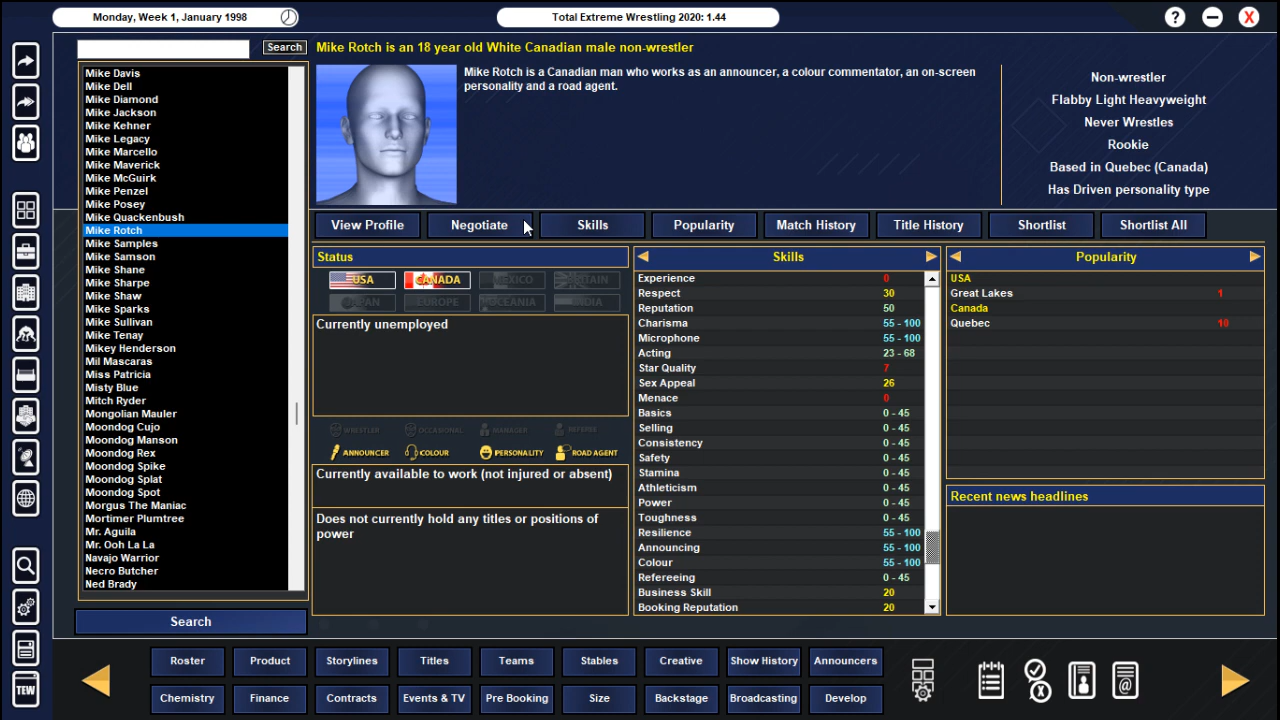 Monday, Week 1, January 1998
Total Extreme Wrestling 2020: 1.44
?
X
Search
Mike Rotch is an 18 year old White Canadian male non-wrestler
Mike Rotch is a Canadian man who works as an announcer, a colour commentator, an on-screen
personality and a road agent.
Non-wrestler
Flabby Light Heavyweight
Never Wrestles
Rookie
Based in Quebec (Canada)
Has Driven personality type
Mike Davis
Mike Dell
Mike Diamond
Mike Jackson
Mike Kehner
Mike Legacy
Mike Marcello
Mike Maverick
Mike McGuirk
Mike Penzel
Mike Posey
Mike Quackenbush
Mike Rotch
Mike Samples
Mike Samson
Mike Shane
Mike Sharpe
Mike Shaw
Mike Sparks
Mike Sullivan
Mike Tenay
Mikey Henderson
Mil Mascaras
Miss Patricia
Misty Blue
Mitch Ryder
Mongolian Mauler
Moondog Cujo
Moondog Manson
Moondog Rex
Moondog Spike
Moondog Splat
Moondog Spot
Morgus The Maniac
Mortimer Plumtree
Mr. Aguila
Mr. Ooh La La
Navajo Warrior
Necro Butcher
Ned Brady
Search
View Profile
Negotiate
Skills
Popularity
Match History
Title History
Shortlist
Shortlist All
Status
USA
CANADA
MEXICO
BRITAIN
JAPAN
EUROPE
OCEANIA
INDIA
Currently unemployed
WRESTLER
OCCASIONAL
MANAGER
REFEREE
ANNOUNCER
COLOUR
PERSONALITY
ROAD AGENT
Currently available to work (not injured or absent)
Does not currently hold any titles or positions of
power
Skills
Experience 0
Respect 30
Reputation 50
Charisma 55 - 100
Microphone 55 - 100
Acting 23 - 68
Star Quality 7
Sex Appeal 26
Menace 0
Basics 0 - 45
Selling 0 - 45
Consistency 0 - 45
Safety 0 - 45
Stamina 0 - 45
Athleticism 0 - 45
Power 0 - 45
Toughness 0 - 45
Resilience 55 - 100
Announcing 55 - 100
Colour 55 - 100
Refereeing 0 - 45
Business Skill 20
Booking Reputation 20
Popularity
USA
Great Lakes 1
Canada
Quebec 10
Recent news headlines
TEW
Roster
Product
Storylines
Titles
Teams
Stables
Creative
Show History
Announcers
Chemistry
Finance
Contracts
Events & TV
Pre Booking
Size
Backstage
Broadcasting
Develop